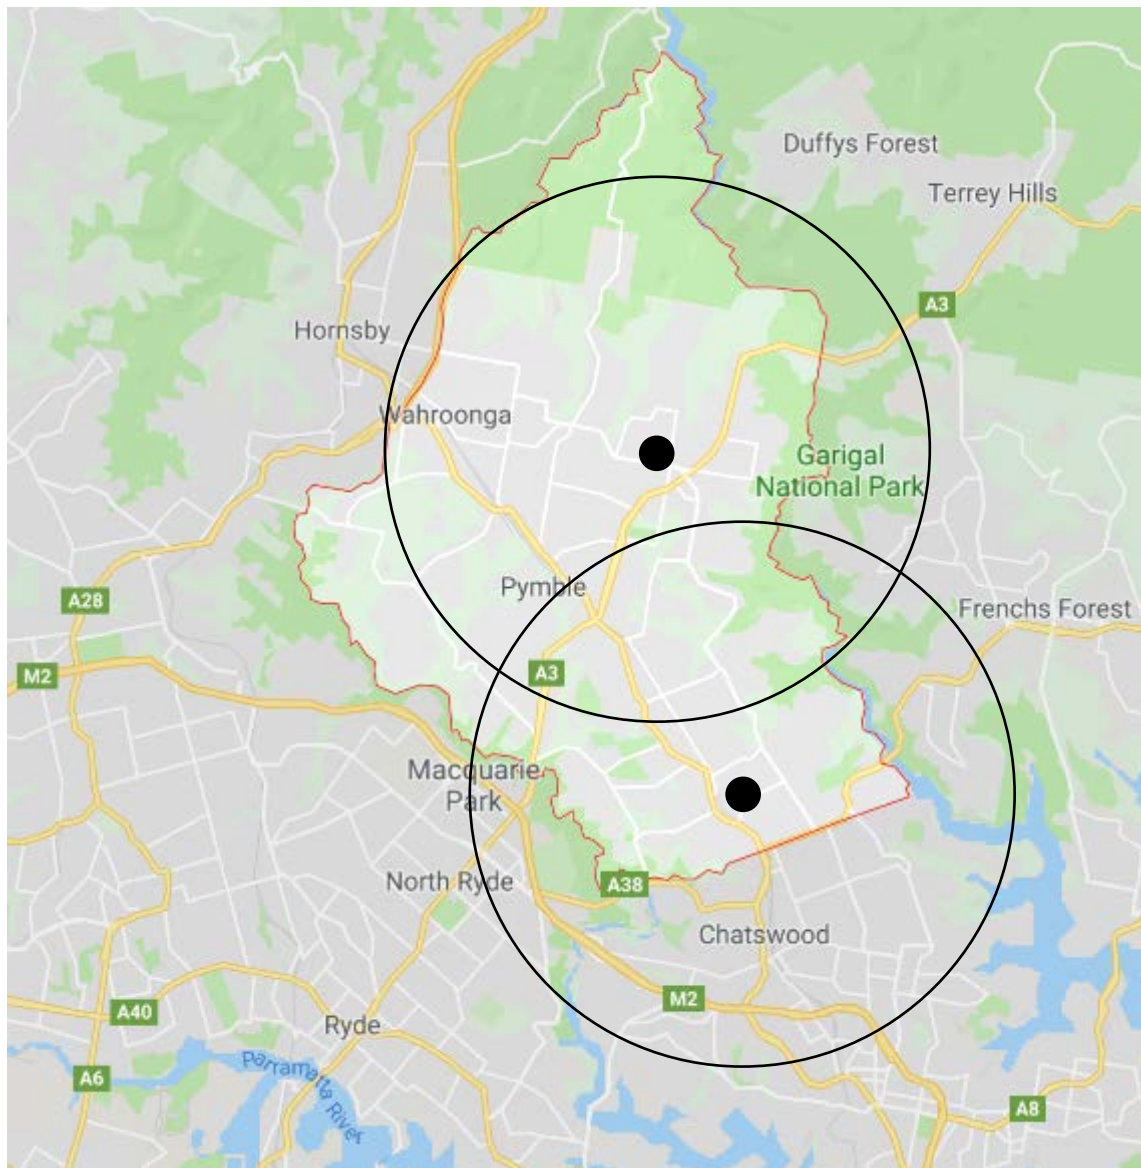 Duffys Forest
Terrey Hills
A3
Hornsby
Wahroonga
Garigal
National Park
Pymble
A28
Frenchs Forest
M2
A3
Macquarie
Park
North Ryde
A38
Chatswood
M2
A40
Ryde
Parramatta River
A6
A8